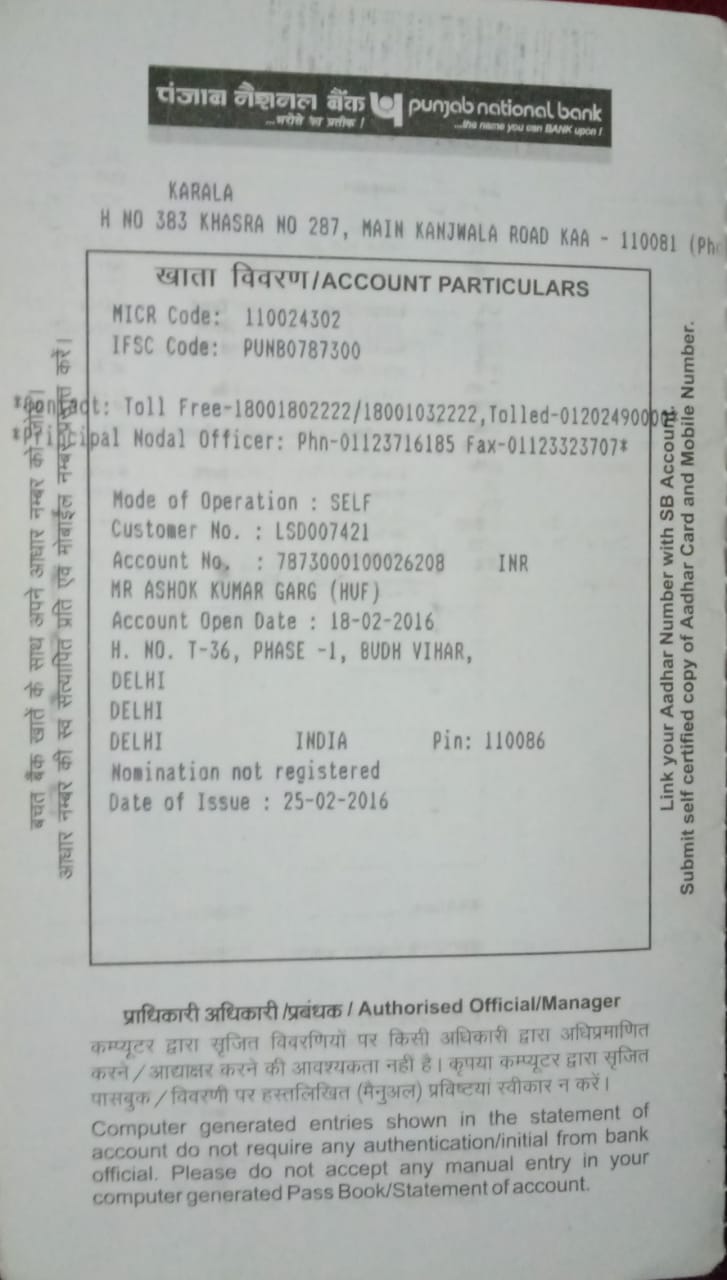 पंजाब नैशनल बैंक punjab national bank
...भरोसे का प्रतीक ! ...the name you can BANK upon !
KARALA
H NO 383 KHASRA NO 287, MAIN KANJWALA ROAD KAA - 110081 (Ph
खाता विवरण/ACCOUNT PARTICULARS
MICR Code: 110024302
IFSC Code: PUNB0787300
Toll Free-18001802222/18001032222,Tolled-01202490000*
Nodal Officer: Phn-01123716185 Fax-01123323707*
Mode of Operation : SELF
Customer No. : LSD007421
Account No. : 7873000100026208 INR
MR ASHOK KUMAR GARG (HUF)
Account Open Date : 18-02-2016
H. NO. T-36, PHASE -1, BUDH VIHAR,
DELHI
DELHI
DELHI INDIA Pin: 110086
Nomination not registered
Date of Issue : 25-02-2016
प्राधिकारी अधिकारी /प्रबंधक / Authorised Official/Manager
कम्प्यूटर द्वारा सृजित विवरणियों पर किसी अधिकारी द्वारा अधिप्रमाणित
करने / आद्याक्षर करने की आवश्यकता नही है। कृपया कम्प्यूटर द्वारा सृजित
पासबुक / विवरणी पर हस्तलिखित (मैनुअल) प्रविष्टयां स्वीकार न करें।
Computer generated entries shown in the statement of
account do not require any authentication/initial from bank
official. Please do not accept any manual entry in your
computer generated Pass Book/Statement of account.
बचत बैंक खातें के साथ अपने आधार नम्बर को
आधार नम्बर की स्व सत्यापित प्रति एवं मोबाईल नम्बर करें।
Link your Aadhar Number with SB Account.
Submit self certified copy of Aadhar Card and Mobile Number.